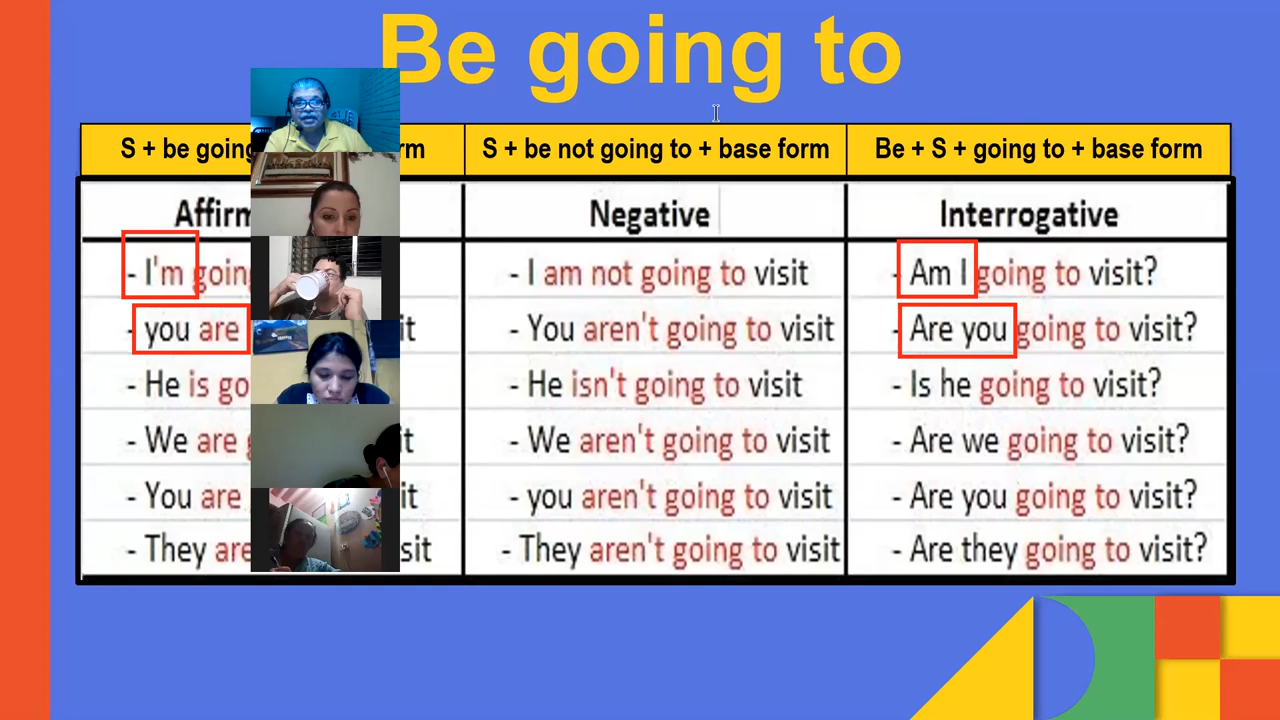 Be going to
S + be going rm
S + be not going to + base form
Be + S + going to + base form
Affirm
Negative
Interrogative
- I'm going
- I am not going to visit
- Am I going to visit?
- you are it
- You aren't going to visit
- Are you going to visit?
- He is go
- He isn't going to visit
- Is he going to visit?
- We are g it
- We aren't going to visit
- Are we going to visit?
- You are it
- you aren't going to visit
- Are you going to visit?
- They are sit
- They aren't going to visit
- Are they going to visit?